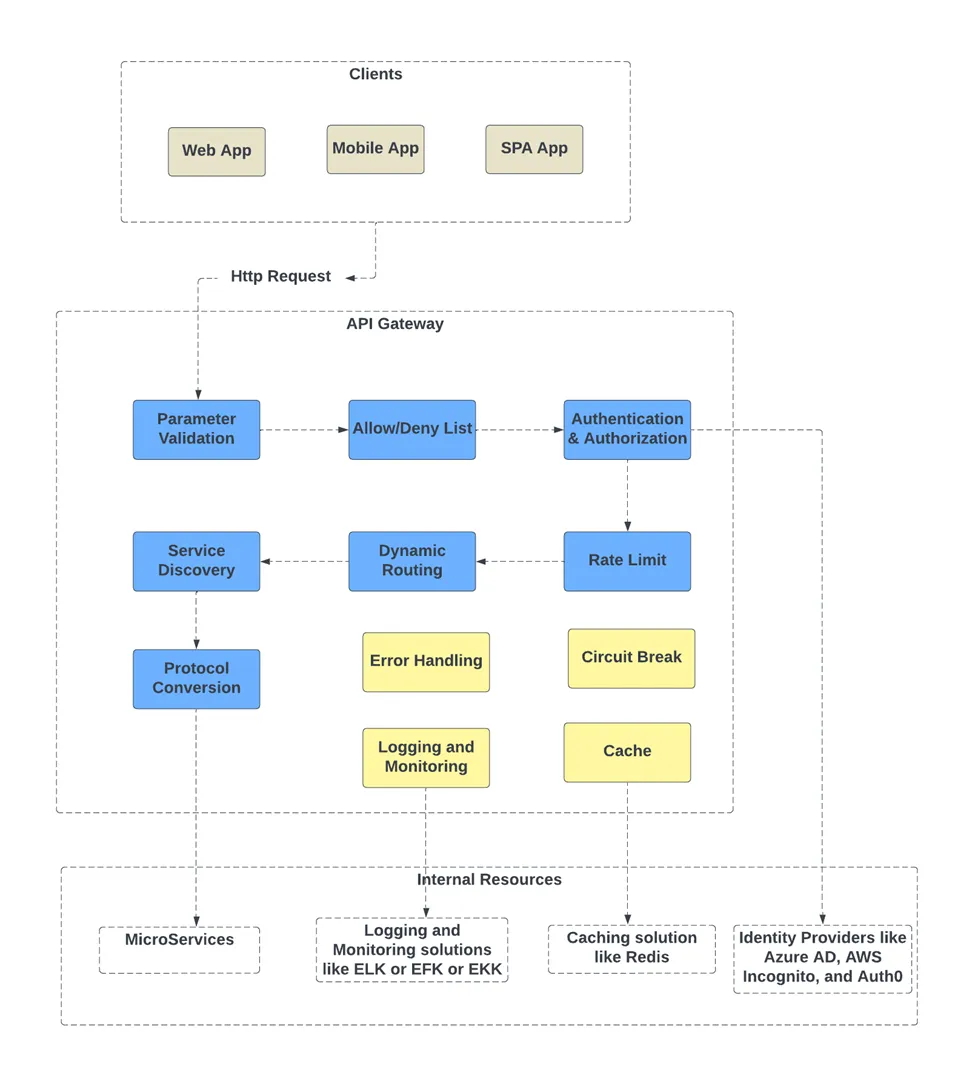 Clients
Web App
Mobile App
SPA App
Http Request
API Gateway
Parameter
Validation
Allow/Deny List
Authentication
& Authorization
Service
Discovery
Dynamic
Routing
Rate Limit
Protocol
Conversion
Error Handling
Circuit Break
Logging and
Monitoring
Cache
Internal Resources
MicroServices
Logging and
Monitoring solutions
like ELK or EFK or EKK
Caching solution
like Redis
Identity Providers like
Azure AD, AWS
Incognito, and Auth0